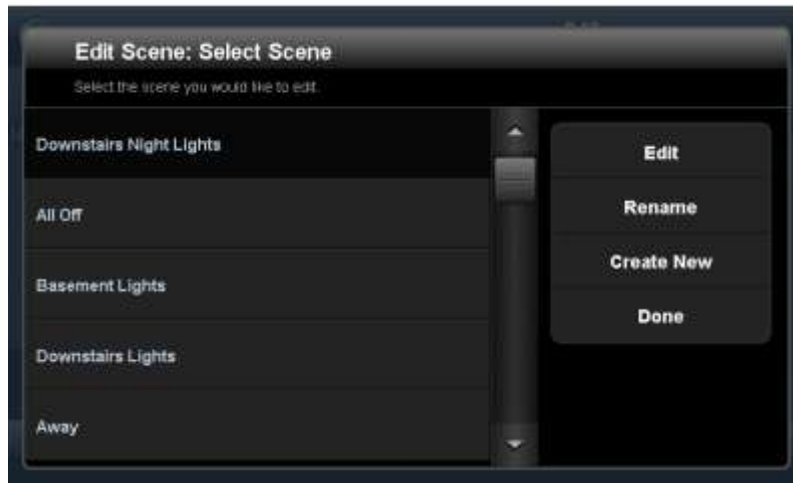 Edit Scene: Select Scene
Select the scene you would like to edit.
Downstairs Night Lights
All Off
Basement Lights
Downstairs Lights
Away
Edit
Rename
Create New
Done